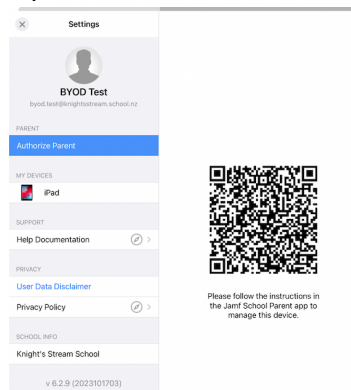 Settings
BYOD Test
byod.test@knightsstream.school.nz
PARENT
Authorize Parent
MY DEVICES
iPad
SUPPORT
Help Documentation
PRIVACY
User Data Disclaimer
Privacy Policy
SCHOOL INFO
Knight's Stream School
v 6.2.9 (2023101703)
Please follow the instructions in
the Jamf School Parent app to
manage this device.